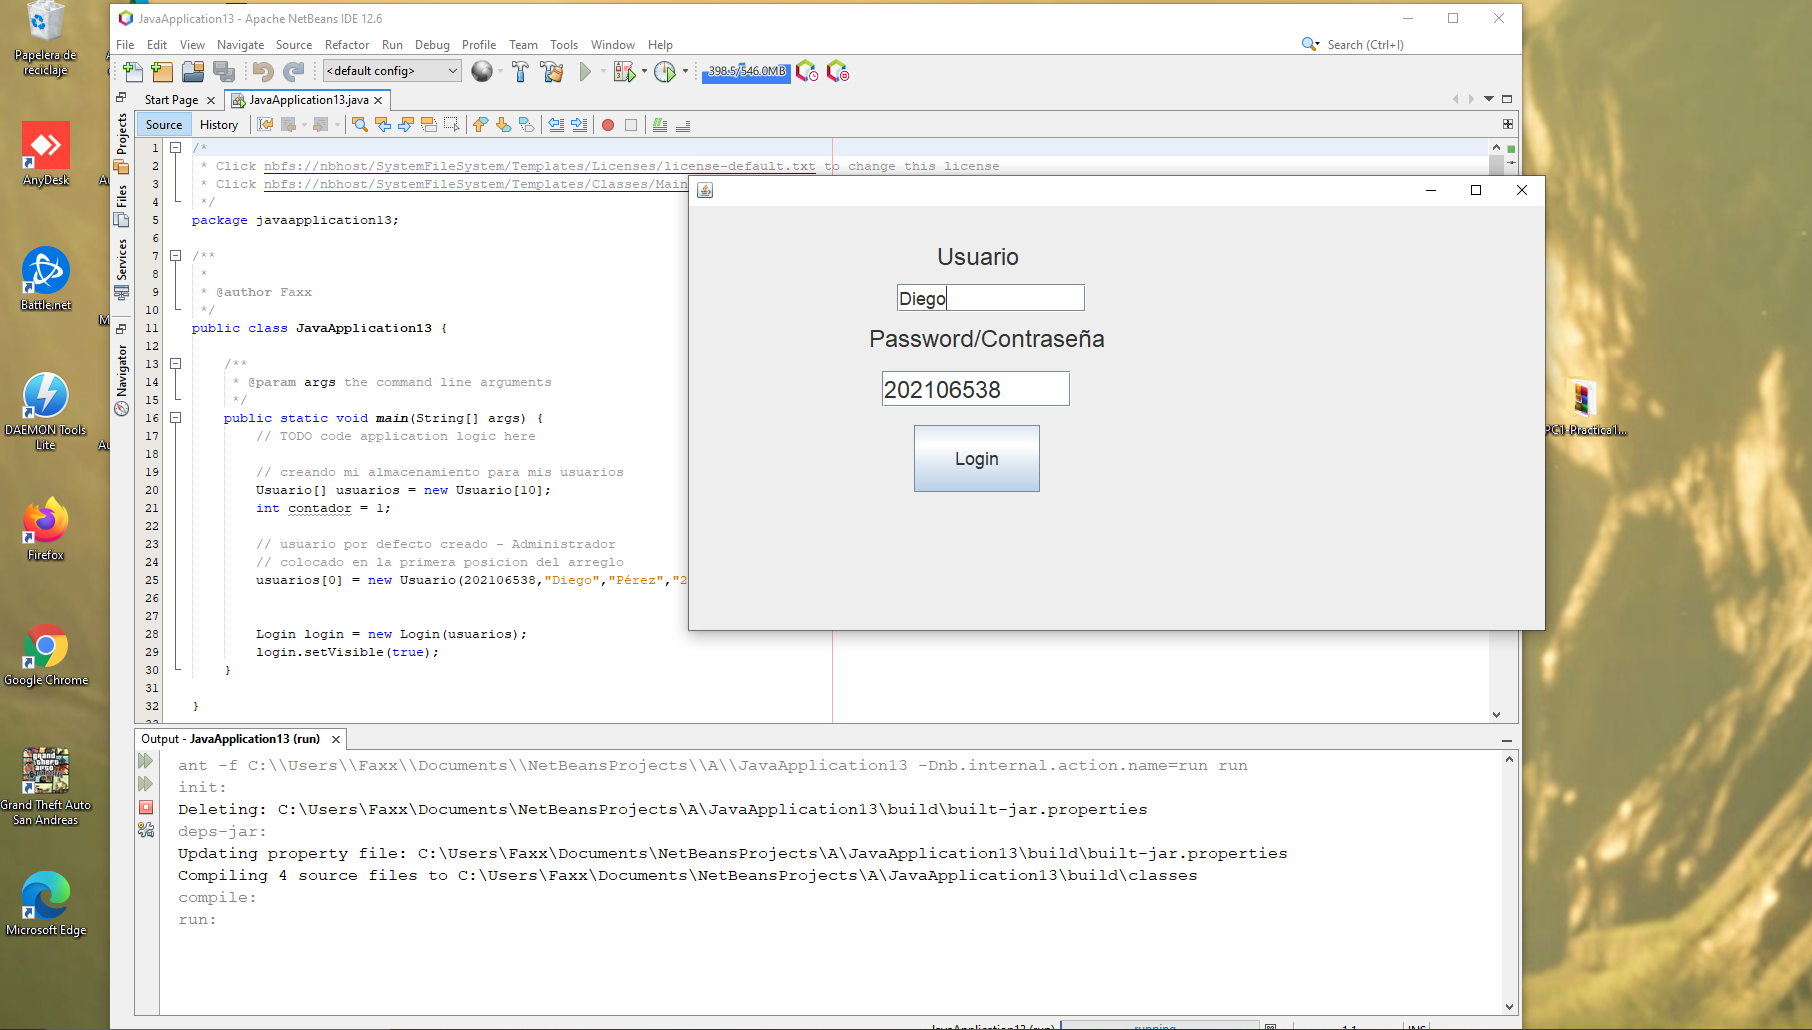 Papelera de
reciclaje
AnyDesk
Battle.net
DAEMON Tools
Lite
Firefox
Google Chrome
Grand Theft Auto
San Andreas
Microsoft Edge
JavaApplication13 - Apache NetBeans IDE 12.6
File Edit View Navigate Source Refactor Run Debug Profile Team Tools Window Help
Search (Ctrl+I)
<default config>
398.5/546.0MB
Start Page
JavaApplication13.java
Projects
Files
Services
Navigator
Source History
1 /*
2 * Click nbfs://nbhost/SystemFileSystem/Templates/Licenses/license-default.txt to change this license
3 * Click nbfs://nbhost/SystemFileSystem/Templates/Classes/Main
4 */
5 package javaapplication13;
6
7 /**
8 *
9 * @author Faxx
10 */
11 public class JavaApplication13 {
12
13 /**
14 * @param args the command line arguments
15 */
16 public static void main(String[] args) {
17 // TODO code application logic here
18
19 // creando mi almacenamiento para mis usuarios
20 Usuario[] usuarios = new Usuario[10];
21 int contador = 1;
22
23 // usuario por defecto creado - Administrador
24 // colocado en la primera posicion del arreglo
25 usuarios[0] = new Usuario(202106538,"Diego","Pérez","2
26
27
28 Login login = new Login(usuarios);
29 login.setVisible(true);
30 }
31
32 }
Usuario
Diego
Password/Contraseña
202106538
Login
PC1-Practica1...
Output - JavaApplication13 (run)
ant -f C:\\Users\\Faxx\\Documents\\NetBeansProjects\\A\\JavaApplication13 -Dnb.internal.action.name=run run
init:
Deleting: C:\Users\Faxx\Documents\NetBeansProjects\A\JavaApplication13\build\built-jar.properties
deps-jar:
Updating property file: C:\Users\Faxx\Documents\NetBeansProjects\A\JavaApplication13\build\built-jar.properties
Compiling 4 source files to C:\Users\Faxx\Documents\NetBeansProjects\A\JavaApplication13\build\classes
compile:
run:
JavaApplication13 (run) running 1:1 INS